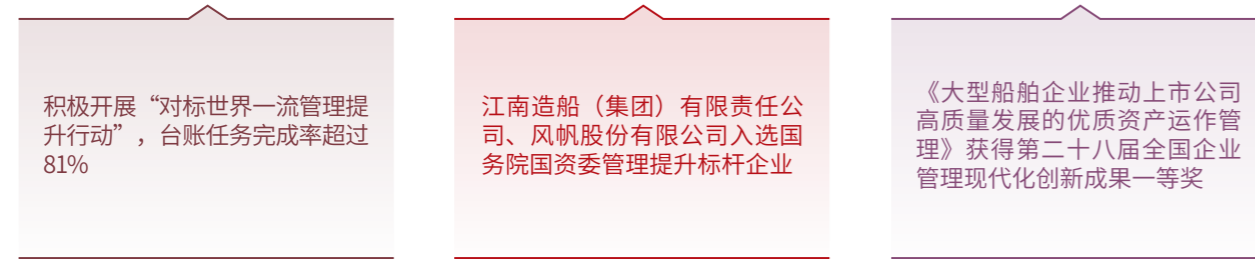 积极开展“对标世界一流管理提
升行动”，台账任务完成率超过
81%
江南造船（集团）有限责任公
司、风帆股份有限公司入选国
务院国资委管理提升标杆企业
《大型船舶企业推动上市公司
高质量发展的优质资产运作管
理》获得第二十八届全国企业
管理现代化创新成果一等奖